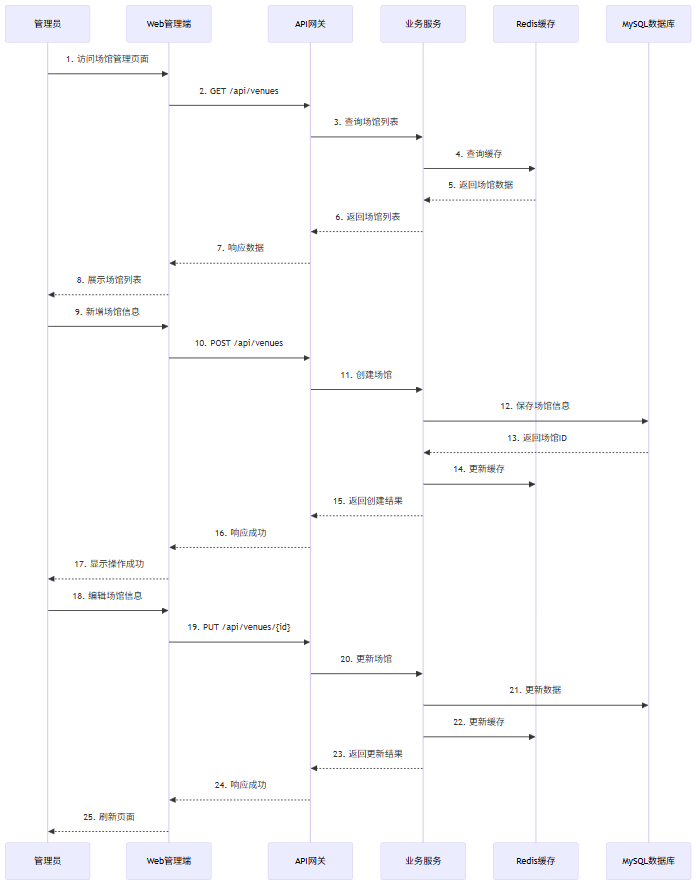 管理员 Web管理端 API网关 业务服务 Redis缓存 MySQL数据库
1. 访问场馆管理页面
2. GET /api/venues
3. 查询场馆列表
4. 查询缓存
5. 返回场馆数据
6. 返回场馆列表
7. 响应数据
8. 展示场馆列表
9. 新增场馆信息
10. POST /api/venues
11. 创建场馆
12. 保存场馆信息
13. 返回场馆ID
14. 更新缓存
15. 返回创建结果
16. 响应成功
17. 显示操作成功
18. 编辑场馆信息
19. PUT /api/venues/{id}
20. 更新场馆
21. 更新数据
22. 更新缓存
23. 返回更新结果
24. 响应成功
25. 刷新页面
管理员 Web管理端 API网关 业务服务 Redis缓存 MySQL数据库